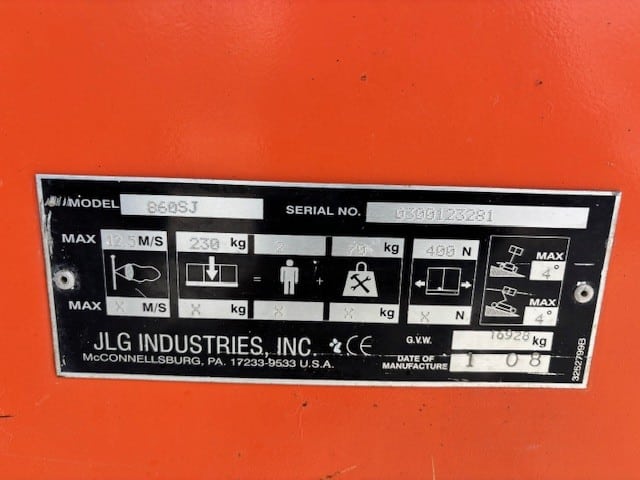 MODEL 860SJ SERIAL NO. 0300123281
MAX 12.5 M/S 230 kg 2 70 kg 400 N MAX 4°
= +
MAX X M/S X kg X X kg X N MAX 4°
JLG INDUSTRIES, INC. CE G.V.W. 16928 kg
McCONNELLSBURG, PA. 17233-9533 U.S.A. DATE OF MANUFACTURE 1 08
3252799B